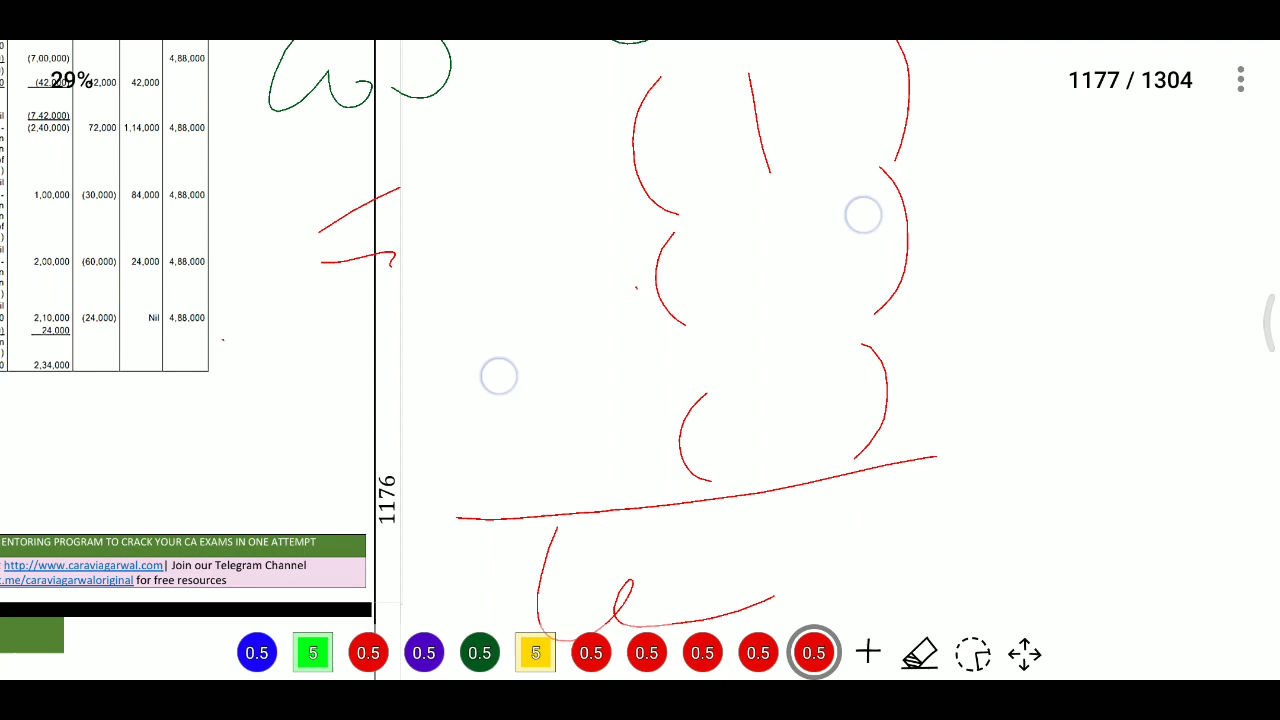 29%
1177 / 1304
(7,00,000) 4,88,000
(42,000) 42,000 42,000
(7,42,000)
(2,40,000) 72,000 1,14,000 4,88,000
1,00,000 (30,000) 84,000 4,88,000
2,00,000 (60,000) 24,000 4,88,000
2,10,000 (24,000) Nil 4,88,000
24,000
2,34,000
1176
ENTORING PROGRAM TO CRACK YOUR CA EXAMS IN ONE ATTEMPT
http://www.caraviagarwal.com| Join our Telegram Channel
.me/caraviagarwaloriginal for free resources
0.5 5 0.5 0.5 0.5 5 0.5 0.5 0.5 0.5 0.5